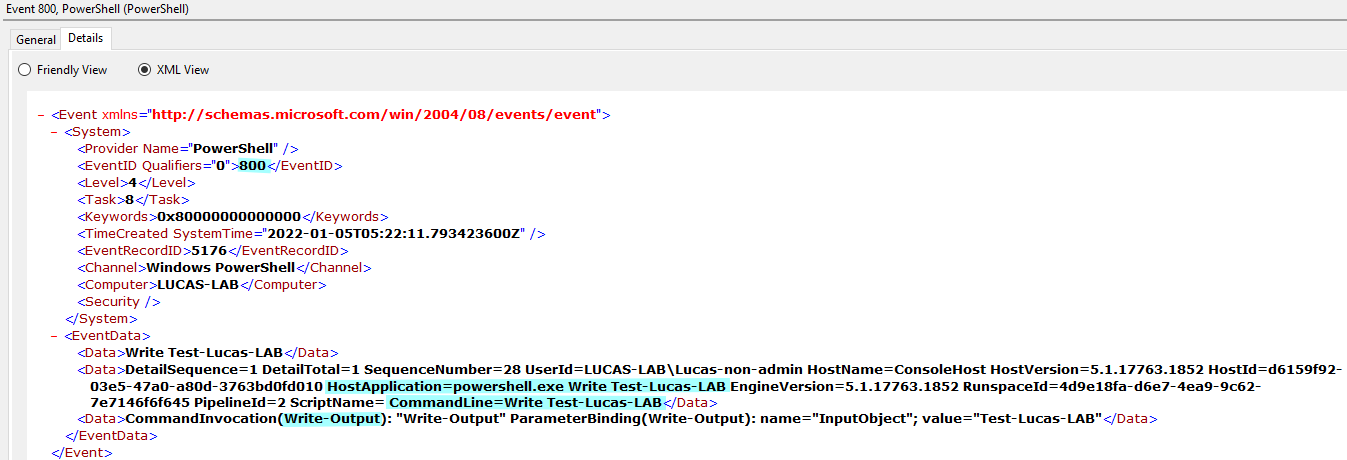 Event 800, PowerShell (PowerShell)
General Details
Friendly View XML View
– <Event xmlns="http://schemas.microsoft.com/win/2004/08/events/event">
– <System>
<Provider Name="PowerShell" />
<EventID Qualifiers="0">800</EventID>
<Level>4</Level>
<Task>8</Task>
<Keywords>0x80000000000000</Keywords>
<TimeCreated SystemTime="2022-01-05T05:22:11.793423600Z" />
<EventRecordID>5176</EventRecordID>
<Channel>Windows PowerShell</Channel>
<Computer>LUCAS-LAB</Computer>
<Security />
</System>
– <EventData>
<Data>Write Test-Lucas-LAB</Data>
<Data>DetailSequence=1 DetailTotal=1 SequenceNumber=28 UserId=LUCAS-LAB\Lucas-non-admin HostName=ConsoleHost HostVersion=5.1.17763.1852 HostId=d6159f92-
03e5-47a0-a80d-3763bd0fd010 HostApplication=powershell.exe Write Test-Lucas-LAB EngineVersion=5.1.17763.1852 RunspaceId=4d9e18fa-d6e7-4ea9-9c62-
7e7146f6f645 PipelineId=2 ScriptName= CommandLine=Write Test-Lucas-LAB</Data>
<Data>CommandInvocation(Write-Output): "Write-Output" ParameterBinding(Write-Output): name="InputObject"; value="Test-Lucas-LAB"</Data>
</EventData>
</Event>